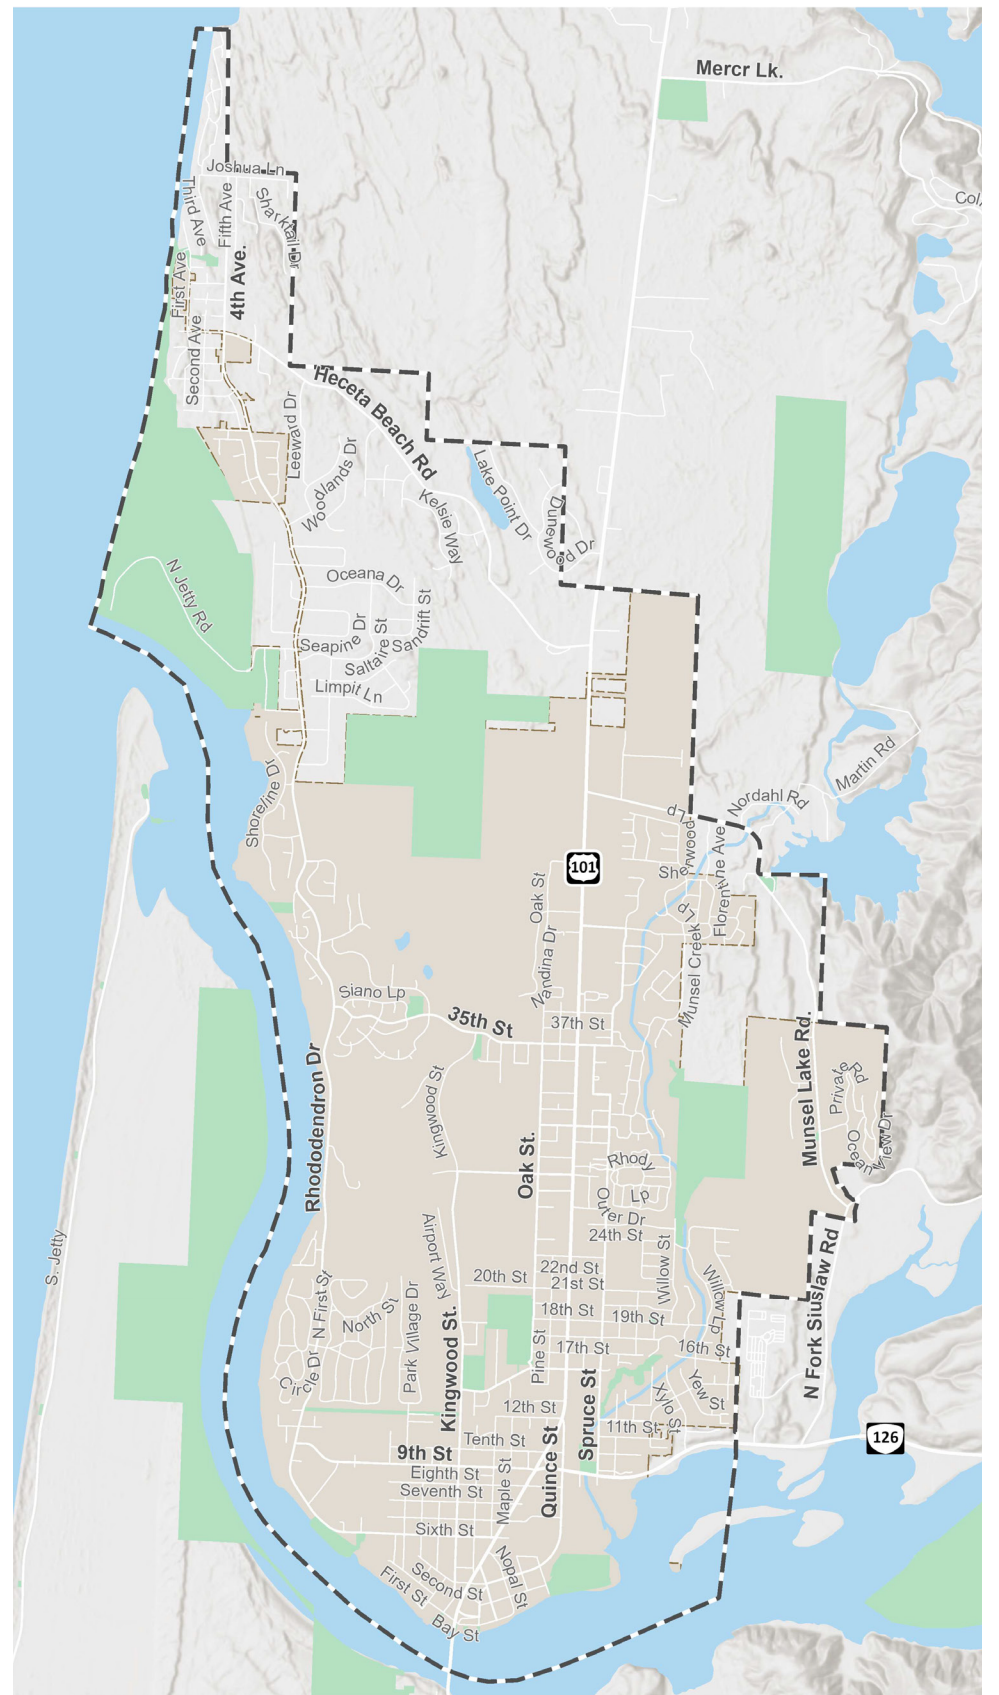 Mercr Lk.
Col
Joshua Ln
Third Ave
Fifth Ave
Sharktail Dr
First Ave
4th Ave.
Second Ave
Heceta Beach Rd
Leeward Dr
Woodlands Dr
Lake Point Dr
Kelsie Way
Dunewood Dr
N Jetty Rd
Oceana Dr
Sandrift St
Seapine Dr
Saltaire St
Limpit Ln
Martin Rd
Shoreline Dr
Nordahl Rd
Sherwood Lp
101
Florentine Ave
Oak St
Munsel Creek Lp
Nandina Dr
Siano Lp
35th St
37th St
Munsel Lake Rd.
Rhododendron Dr
Private Rd
Kingwood St
Ocean View Dr
Oak St.
Rhody Lp
Outer Dr
24th St
S. Jetty
Airport Way
Willow St
N Fork Siuslaw Rd
22nd St
20th St
21st St
Willow Lp
N First St
North St
18th St
19th St
Park Village Dr
Kingwood St.
Pine St
17th St
16th St
Circle Dr
Yew St
Xylo St
Spruce St
12th St
11th St
126
Tenth St
9th St
Quince St
Eighth St
Maple St
Seventh St
Sixth St
Nopal St
Second St
First St
Bay St